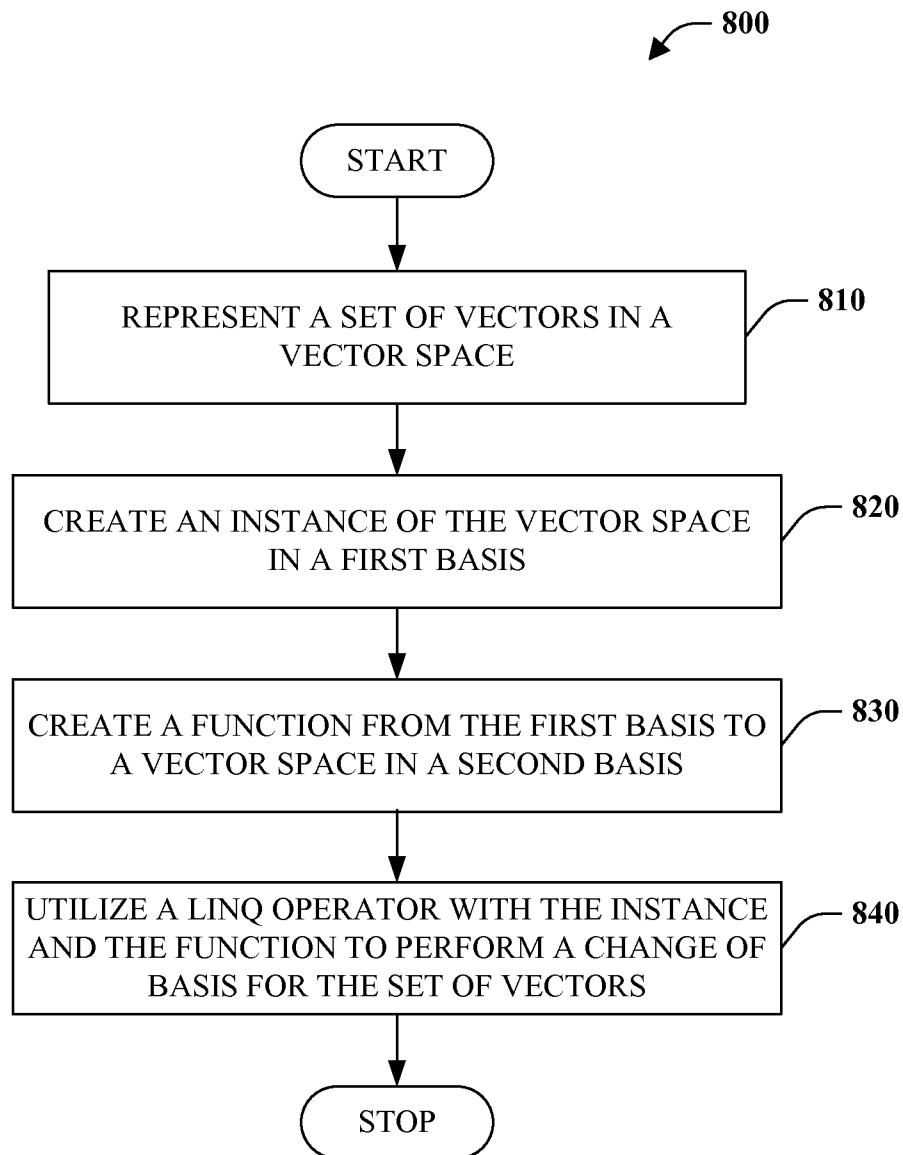 800
START
REPRESENT A SET OF VECTORS IN A
VECTOR SPACE
810
CREATE AN INSTANCE OF THE VECTOR SPACE
IN A FIRST BASIS
820
CREATE A FUNCTION FROM THE FIRST BASIS TO
A VECTOR SPACE IN A SECOND BASIS
830
UTILIZE A LINQ OPERATOR WITH THE INSTANCE
AND THE FUNCTION TO PERFORM A CHANGE OF
BASIS FOR THE SET OF VECTORS
840
STOP